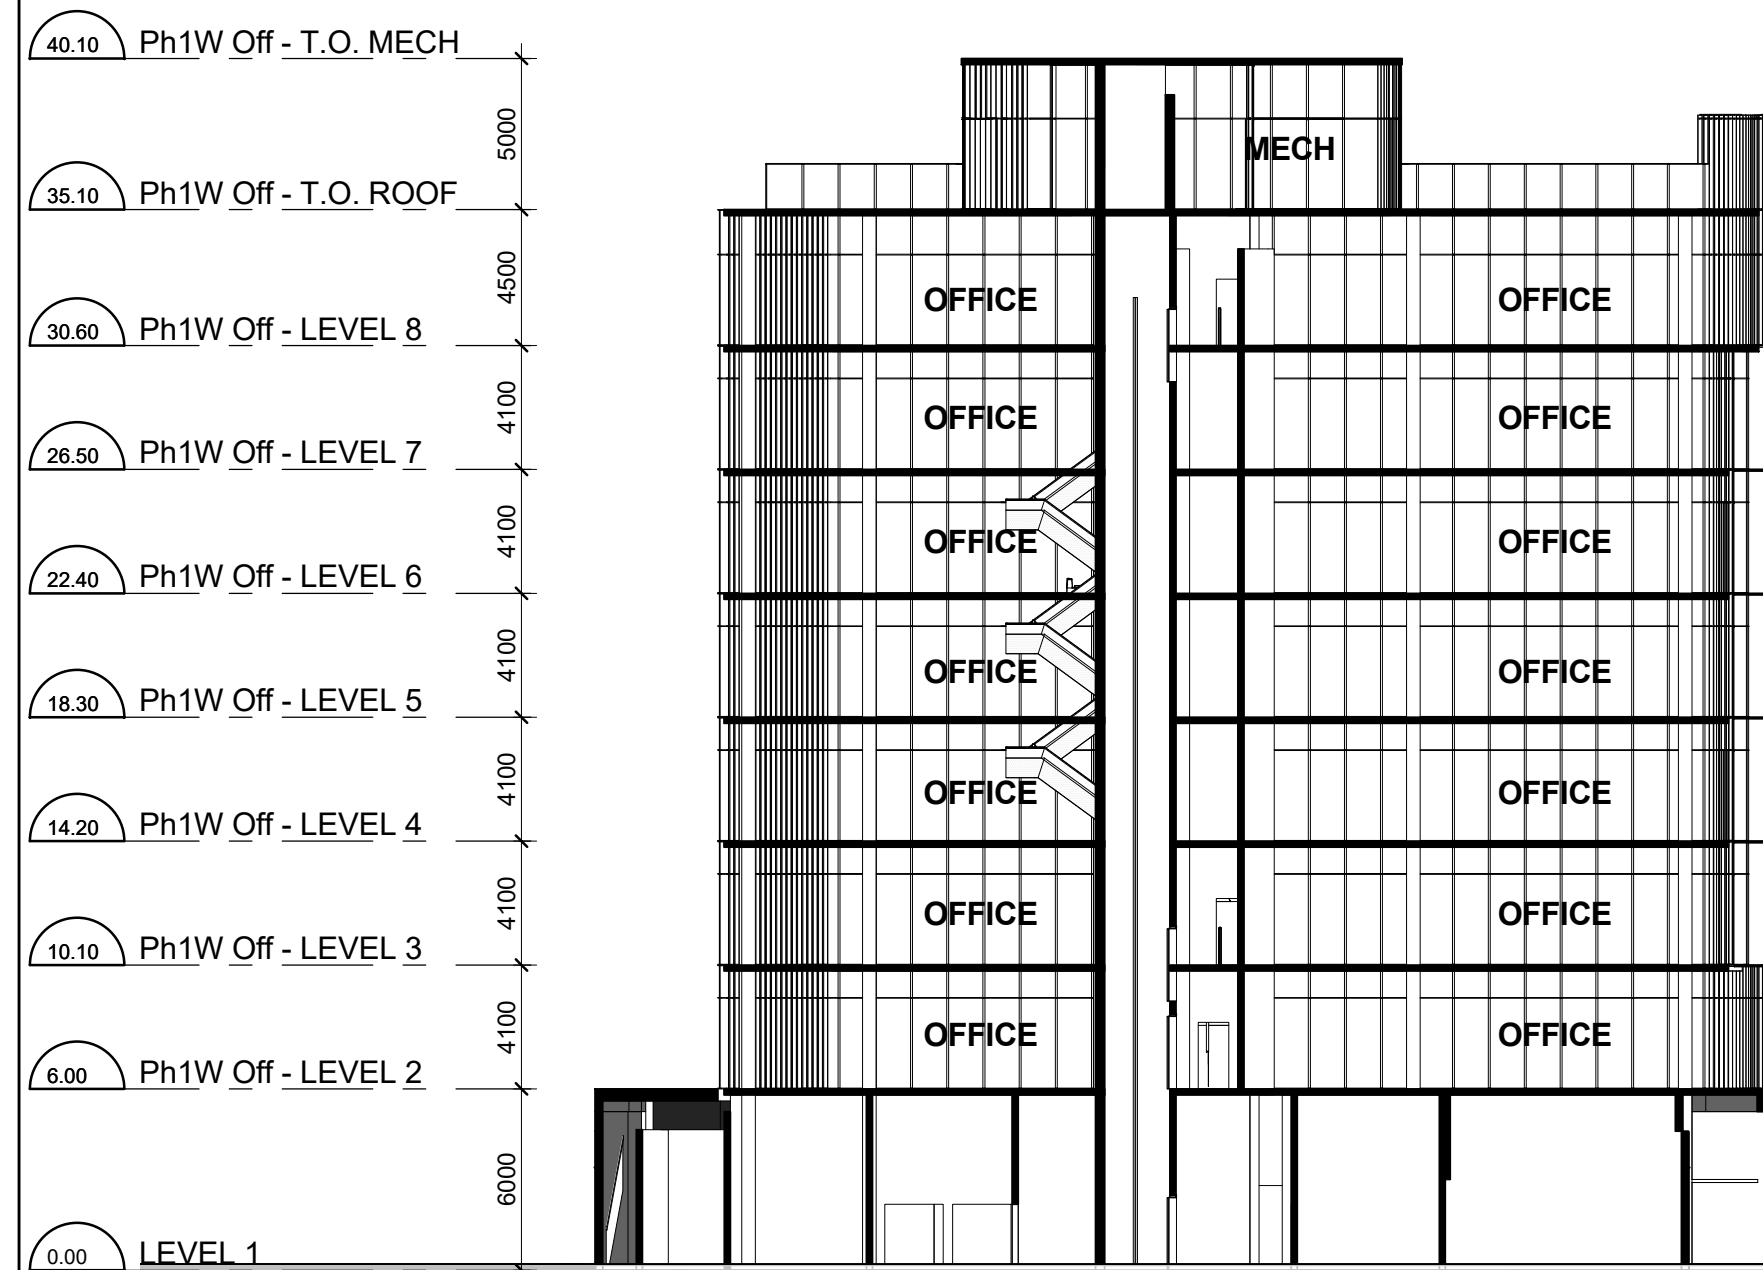 40.10 Ph1W Off - T.O. MECH
5000
MECH
35.10 Ph1W Off - T.O. ROOF
4500
OFFICE OFFICE
30.60 Ph1W Off - LEVEL 8
4100
OFFICE OFFICE
26.50 Ph1W Off - LEVEL 7
4100
OFFICE OFFICE
22.40 Ph1W Off - LEVEL 6
4100
OFFICE OFFICE
18.30 Ph1W Off - LEVEL 5
4100
OFFICE OFFICE
14.20 Ph1W Off - LEVEL 4
4100
OFFICE OFFICE
10.10 Ph1W Off - LEVEL 3
4100
OFFICE OFFICE
6.00 Ph1W Off - LEVEL 2
6000
0.00 LEVEL 1